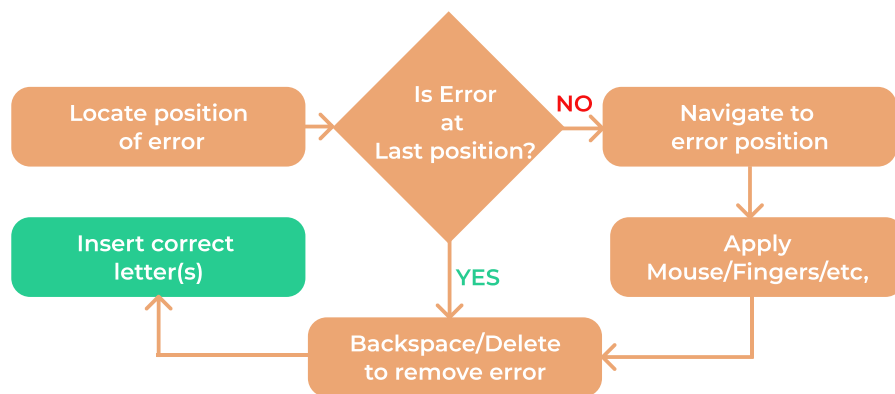 Locate position
of error
Is Error
at
Last position?
NO
Navigate to
error position
Insert correct
letter(s)
YES
Apply
Mouse/Fingers/etc,
Backspace/Delete
to remove error